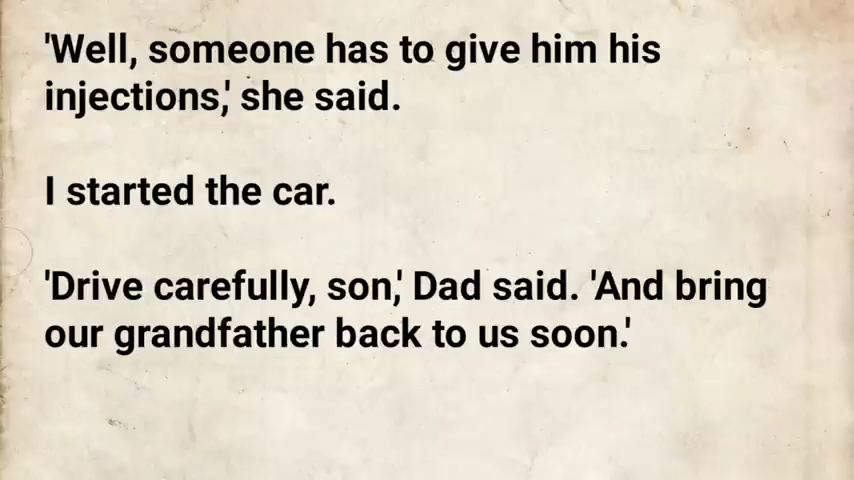 'Well, someone has to give him his
injections,' she said.
I started the car.
'Drive carefully, son,' Dad said. 'And bring
our grandfather back to us soon.'